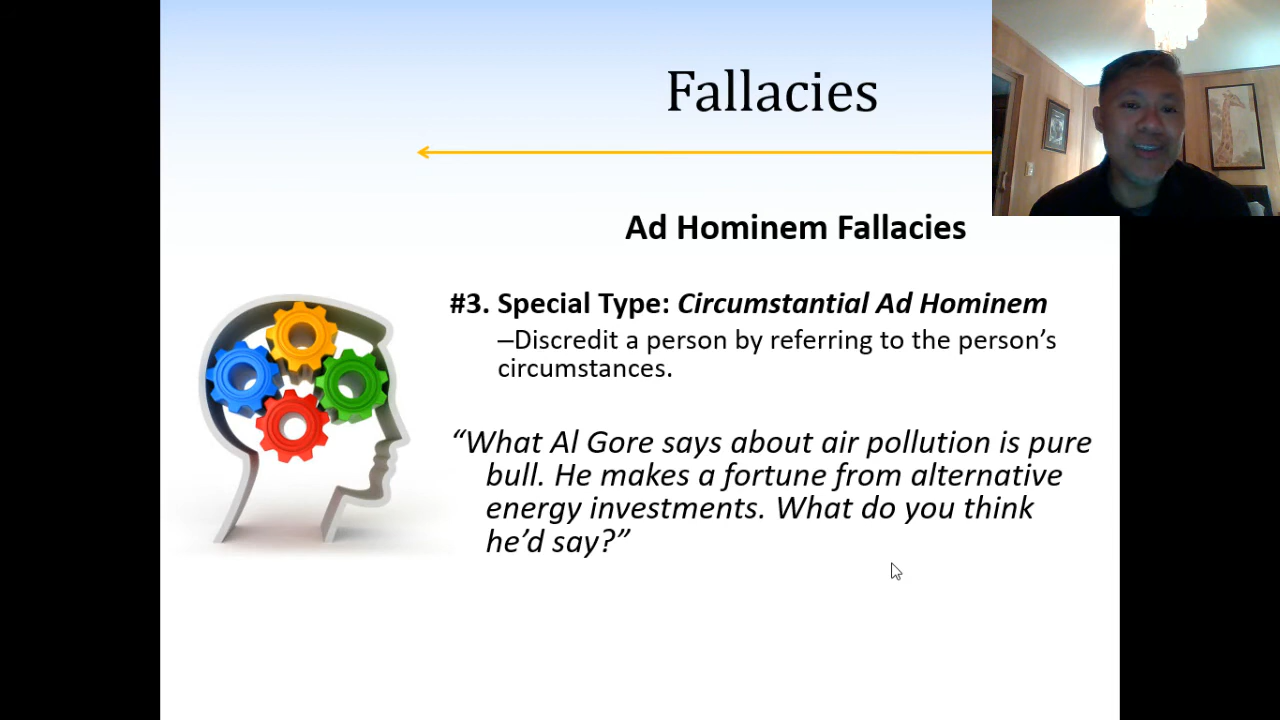 Fallacies
Ad Hominem Fallacies
#3. Special Type: Circumstantial Ad Hominem
–Discredit a person by referring to the person’s
circumstances.
“What Al Gore says about air pollution is pure
bull. He makes a fortune from alternative
energy investments. What do you think
he’d say?”